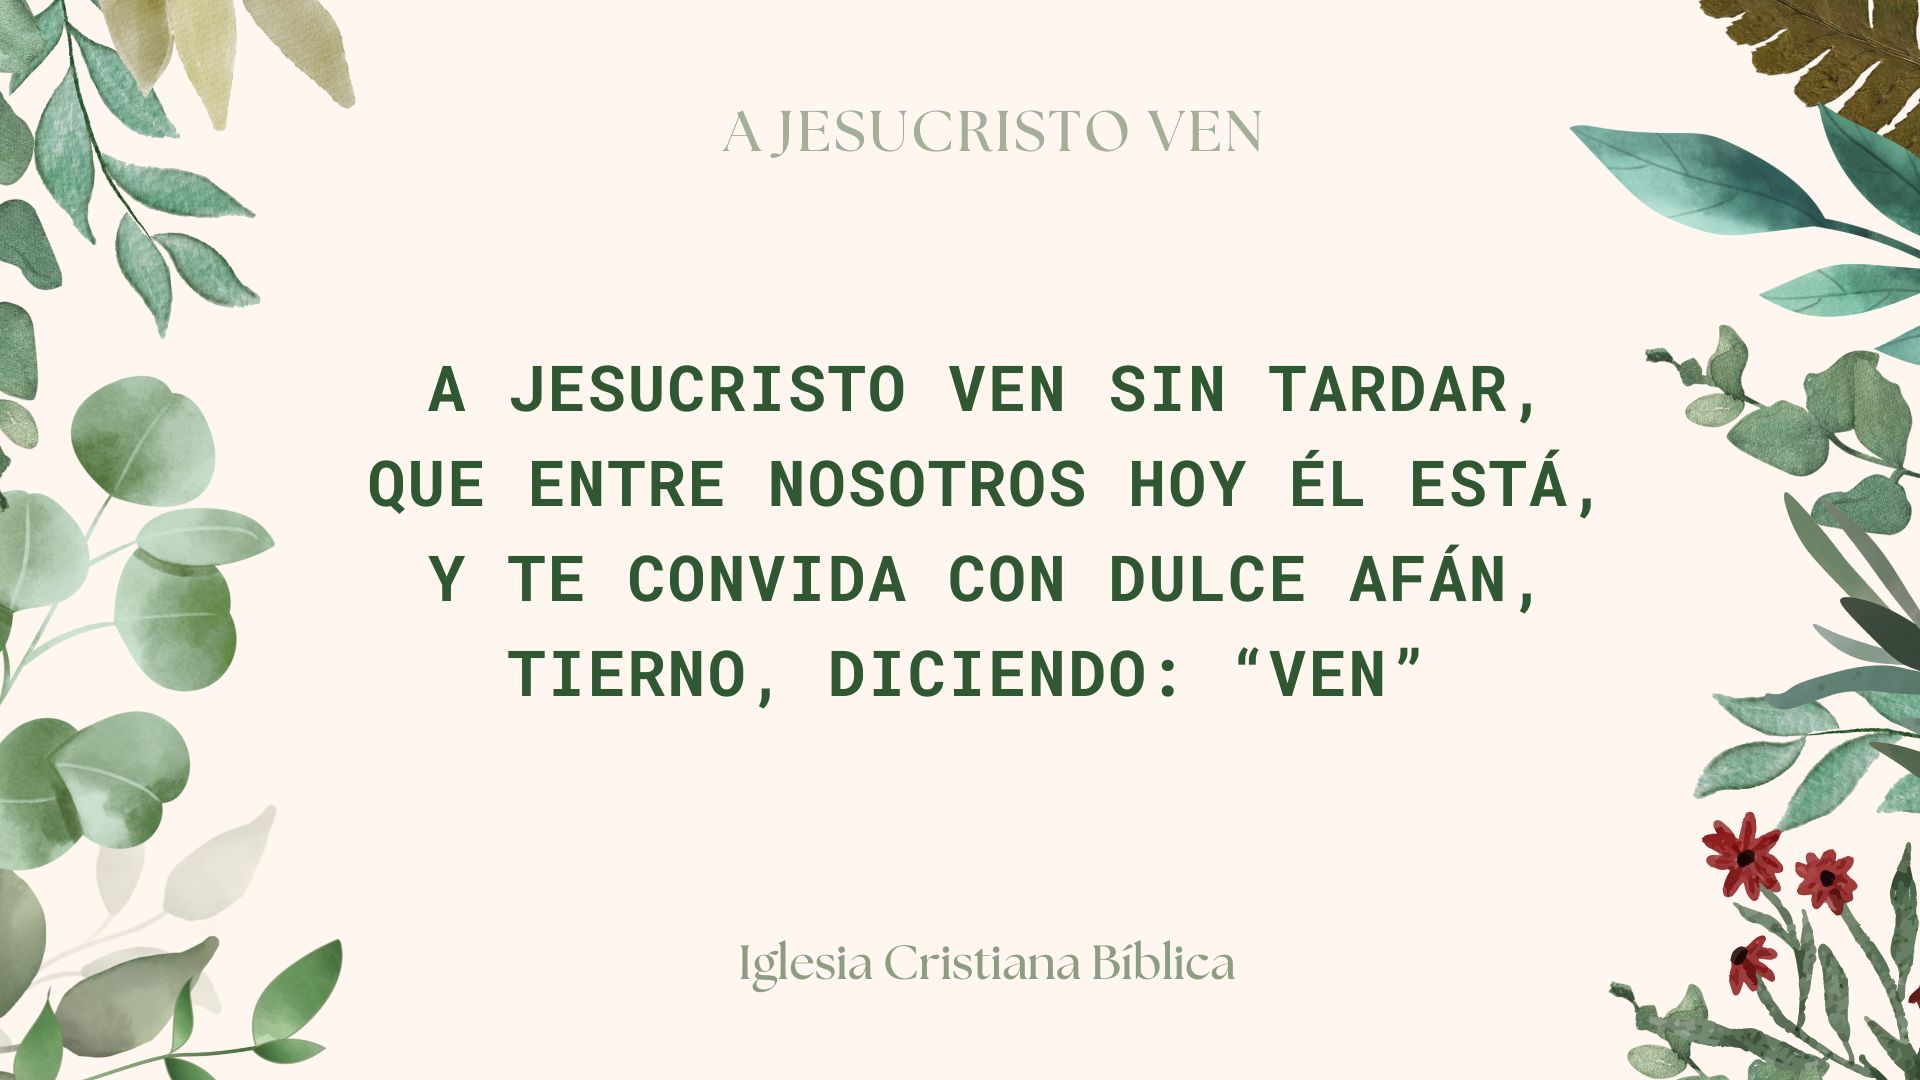 A JESUCRISTO VEN
A JESUCRISTO VEN SIN TARDAR,
QUE ENTRE NOSOTROS HOY ÉL ESTÁ,
Y TE CONVIDA CON DULCE AFÁN,
TIERNO, DICIENDO: “VEN”
Iglesia Cristiana Bíblica